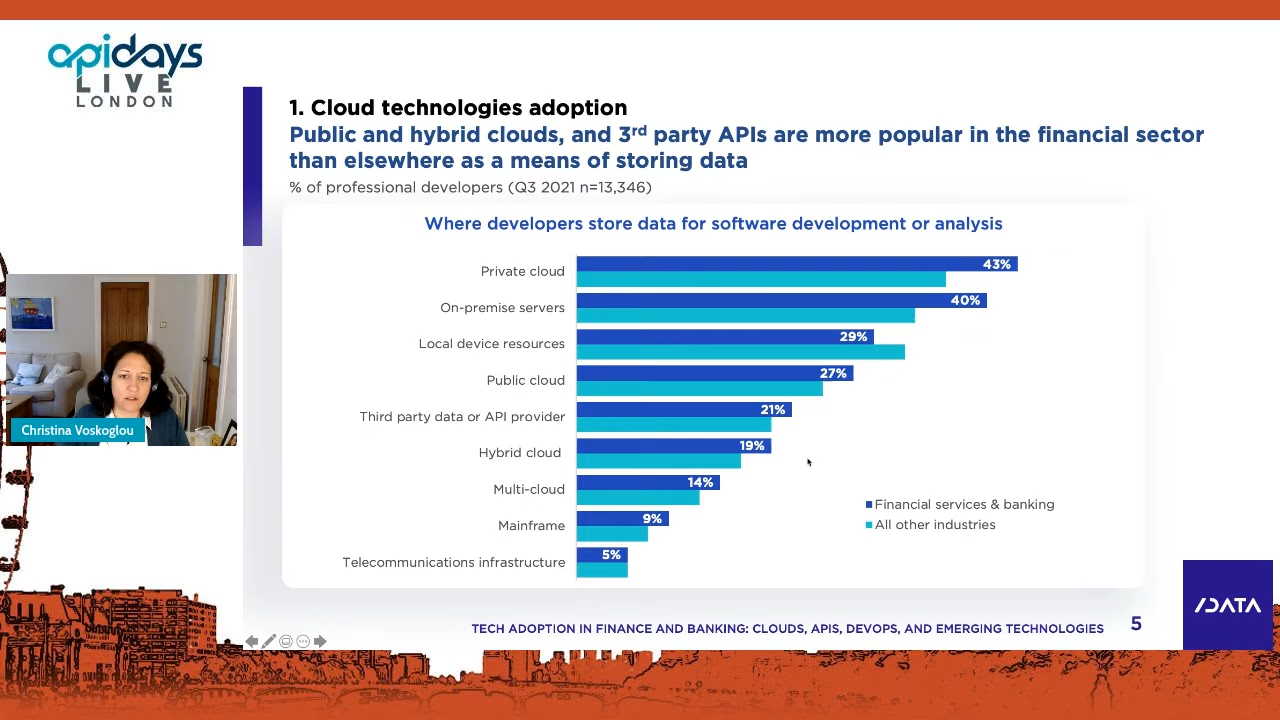 apidays
LIVE
LONDON
1. Cloud technologies adoption
Public and hybrid clouds, and 3rd party APIs are more popular in the financial sector
than elsewhere as a means of storing data
% of professional developers (Q3 2021 n=13,346)
Where developers store data for software development or analysis
Private cloud 43%
On-premise servers 40%
Local device resources 29%
Public cloud 27%
Third party data or API provider 21%
Hybrid cloud 19%
Multi-cloud 14%
Mainframe 9%
Telecommunications infrastructure 5%
Financial services & banking
All other industries
Christina Voskoglou
/DATA
TECH ADOPTION IN FINANCE AND BANKING: CLOUDS, APIS, DEVOPS, AND EMERGING TECHNOLOGIES 5